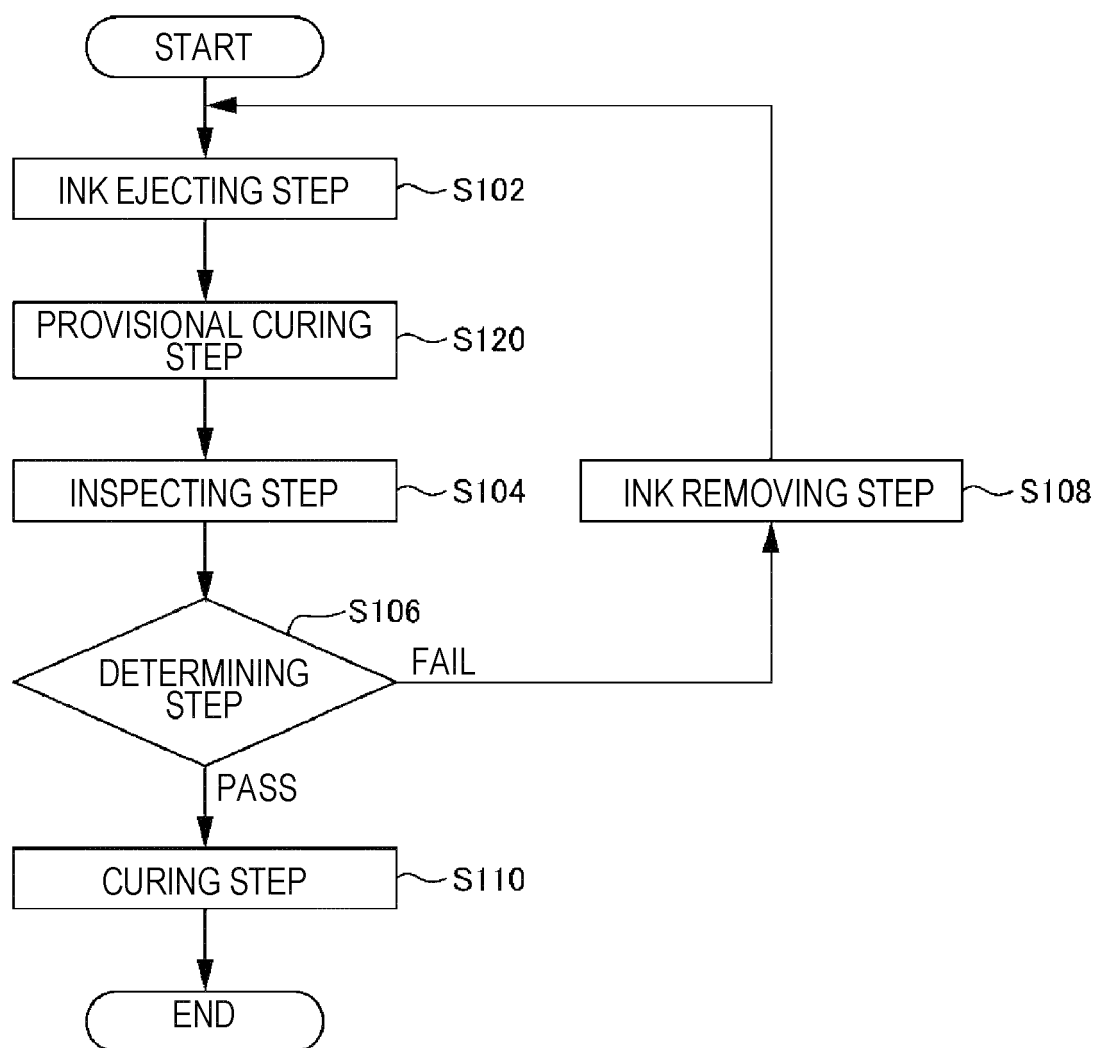 START
INK EJECTING STEP
S102
PROVISIONAL CURING
STEP
S120
INSPECTING STEP
S104
INK REMOVING STEP
S108
S106
DETERMINING
STEP
FAIL
PASS
CURING STEP
S110
END